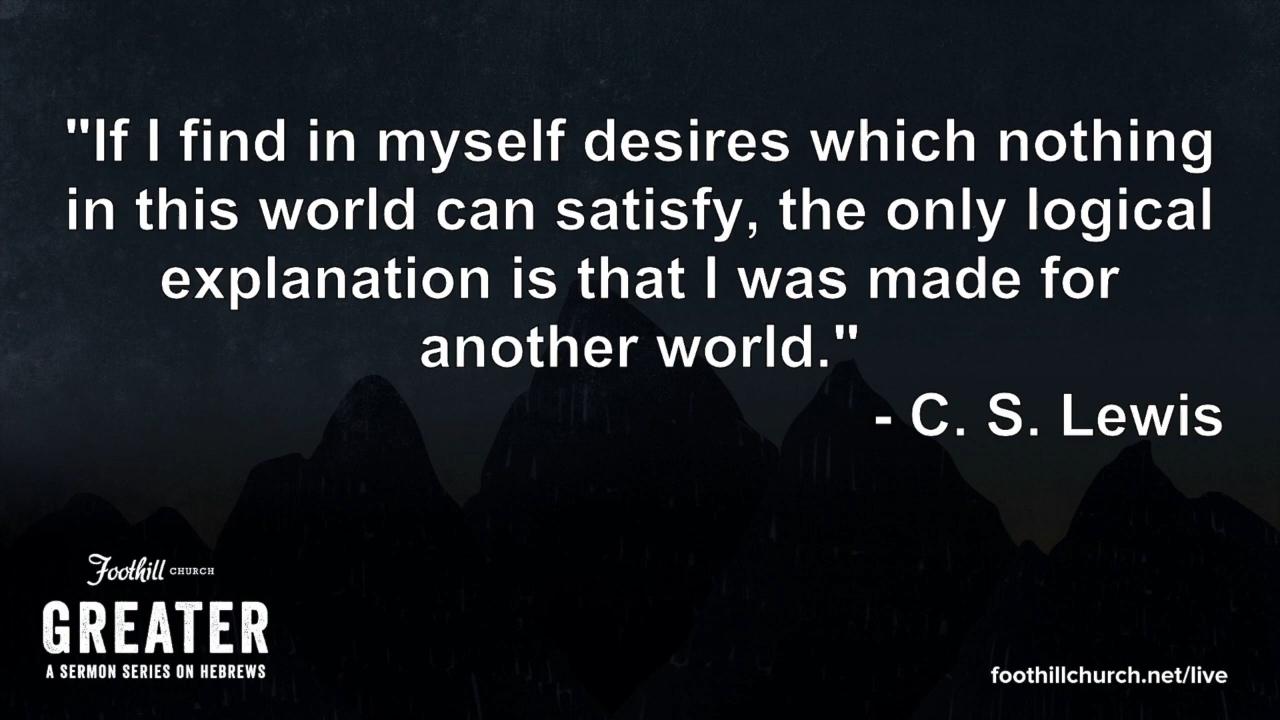 "If I find in myself desires which nothing
in this world can satisfy, the only logical
explanation is that I was made for
another world."
- C. S. Lewis
Foothill CHURCH
GREATER
A SERMON SERIES ON HEBREWS
foothillchurch.net/live